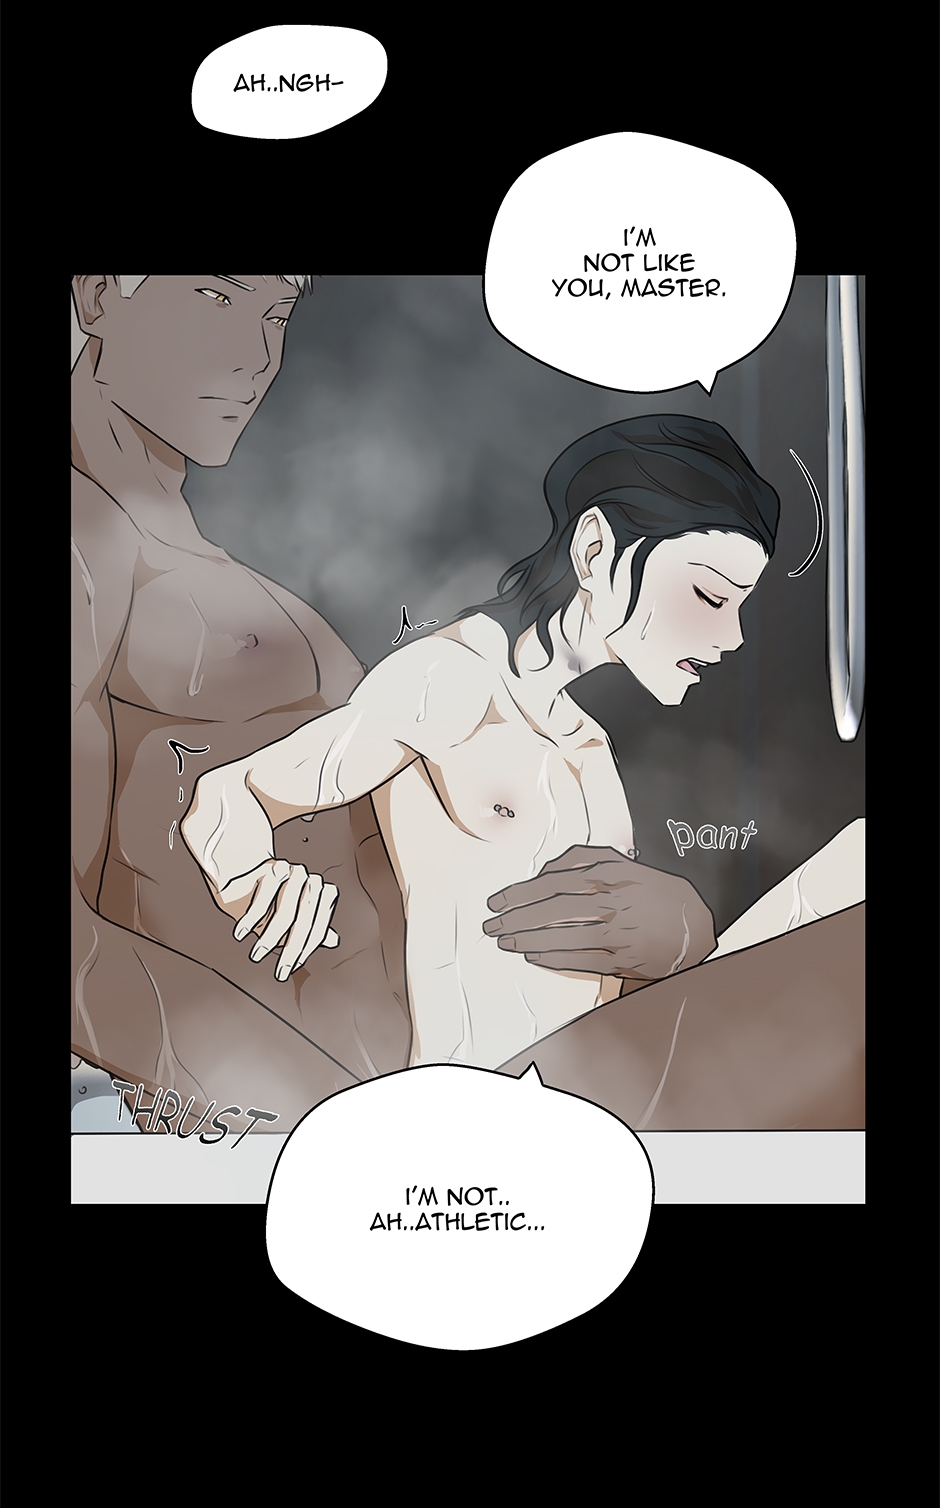 AH..NGH-
I'M
NOT LIKE
YOU, MASTER.
pant
THRUST
I'M NOT..
AH..ATHLETIC...